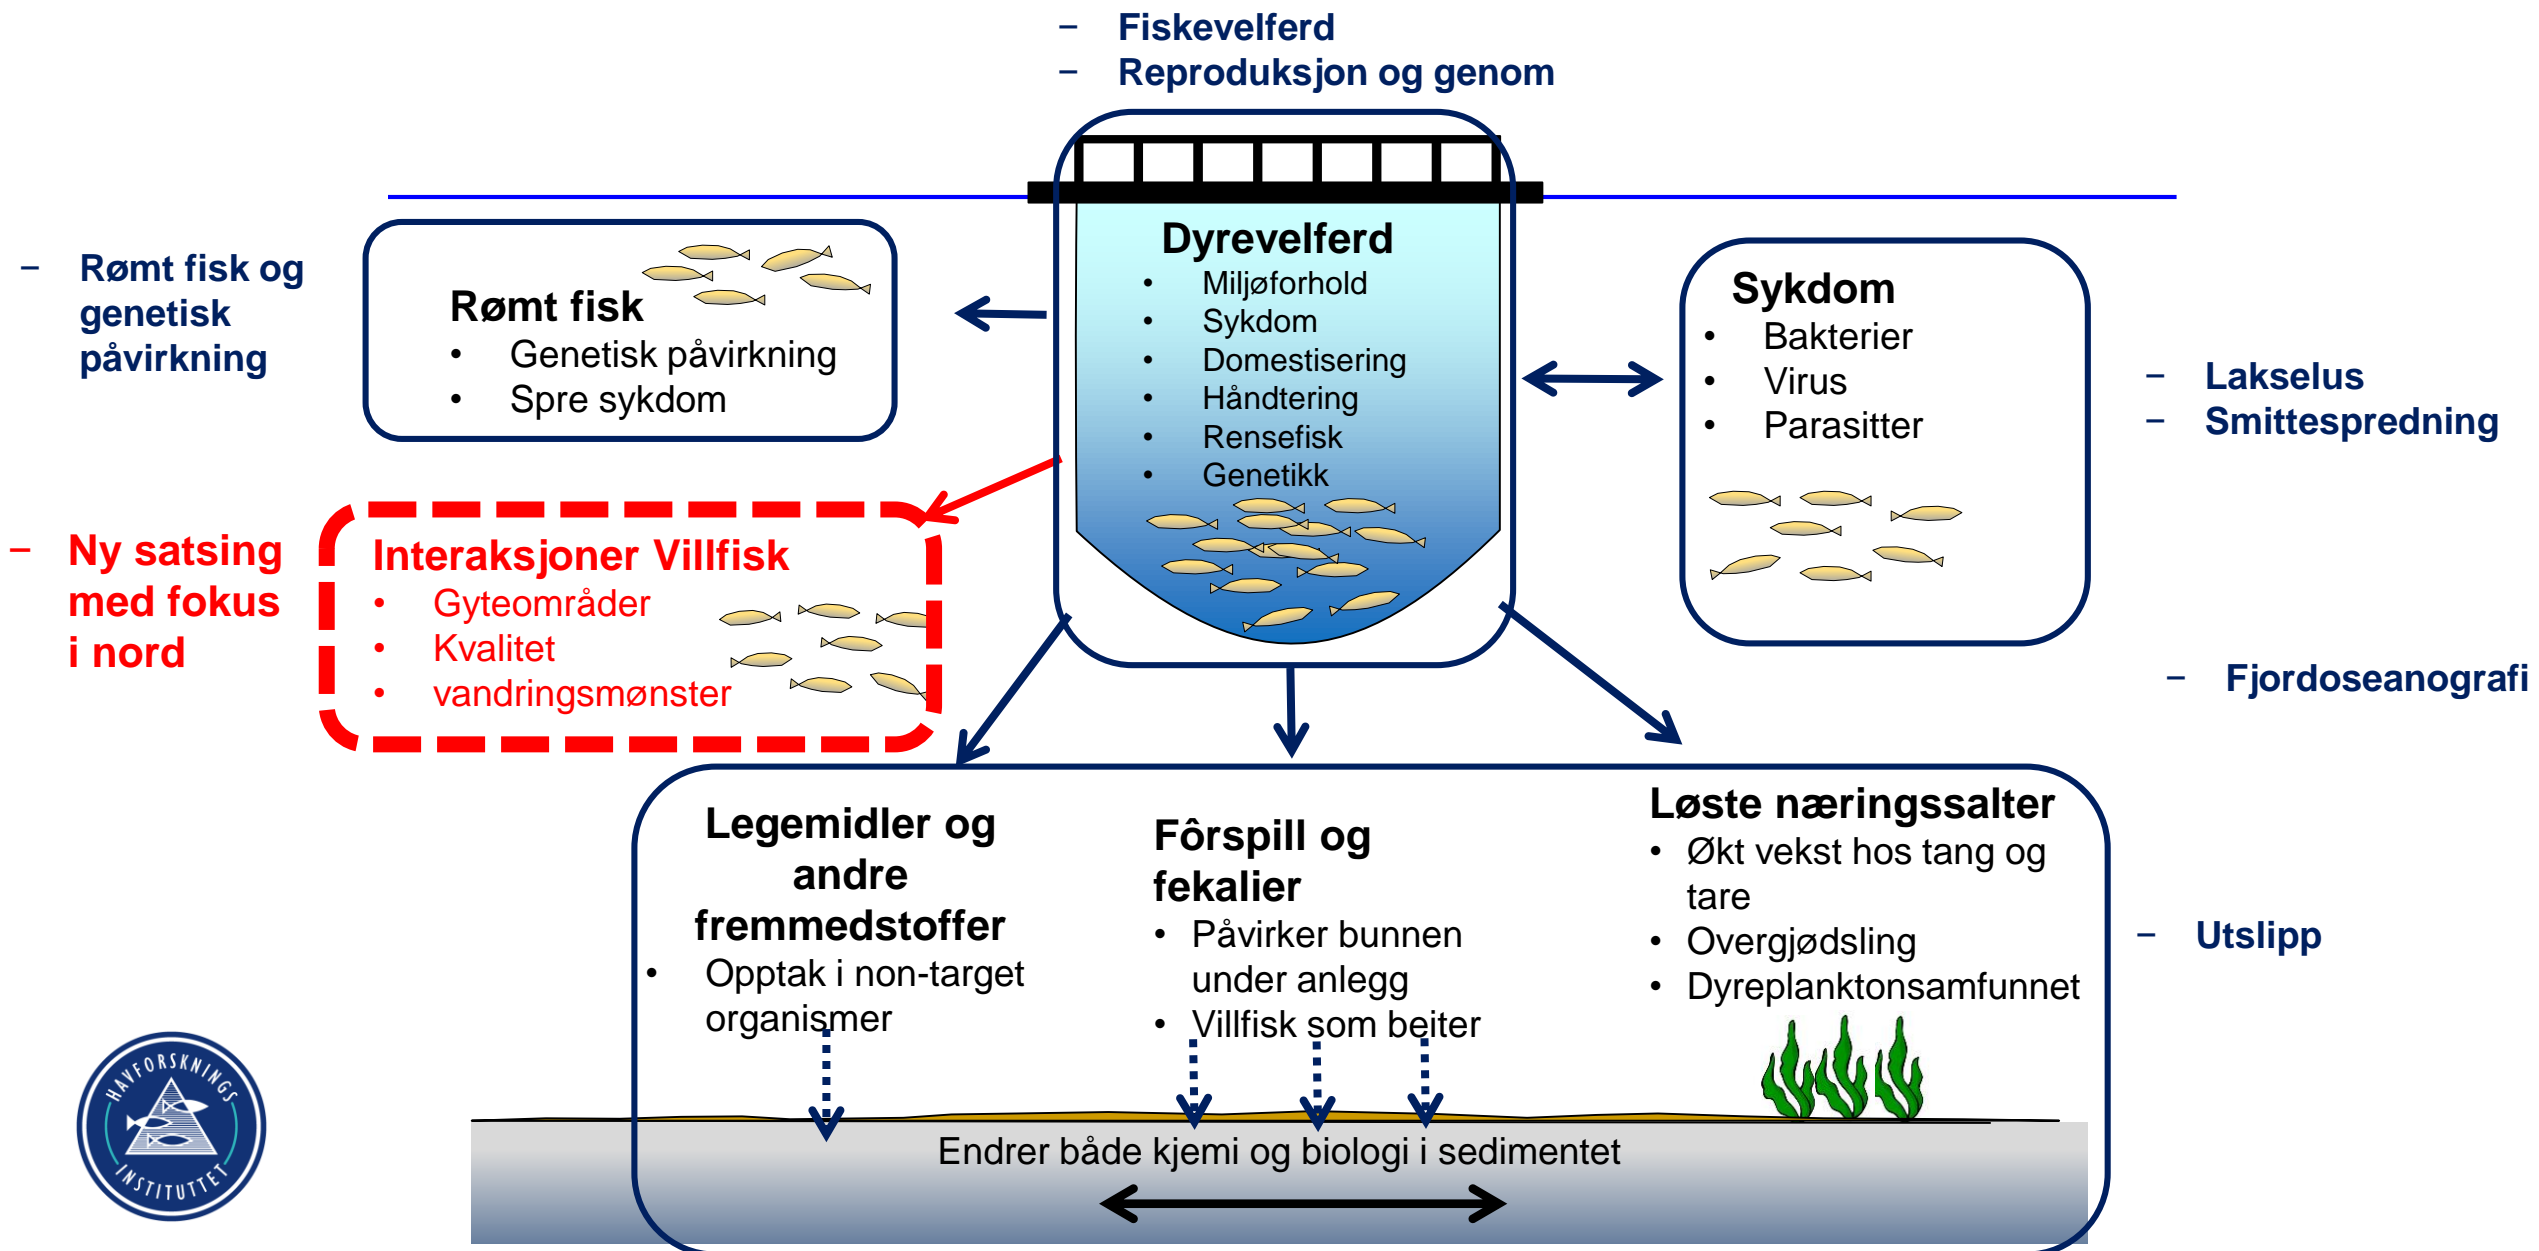 – Fiskevelferd
– Reproduksjon og genom
– Rømt fisk og
genetisk
påvirkning
Rømt fisk
• Genetisk påvirkning
• Spre sykdom
Dyrevelferd
• Miljøforhold
• Sykdom
• Domestisering
• Håndtering
• Rensefisk
• Genetikk
Sykdom
• Bakterier
• Virus
• Parasitter
– Lakselus
– Smittespredning
– Ny satsing
med fokus
i nord
Interaksjoner Villfisk
• Gyteområder
• Kvalitet
• vandringsmønster
– Fjordoseanografi
Legemidler og
andre
fremmedstoffer
• Opptak i non-target
organismer
Fôrspill og
fekalier
• Påvirker bunnen
under anlegg
• Villfisk som beiter
Løste næringssalter
• Økt vekst hos tang og
tare
• Overgjødsling
• Dyreplanktonsamfunnet
– Utslipp
Endrer både kjemi og biologi i sedimentet
HAVFORSKNINGS
INSTITUTTET